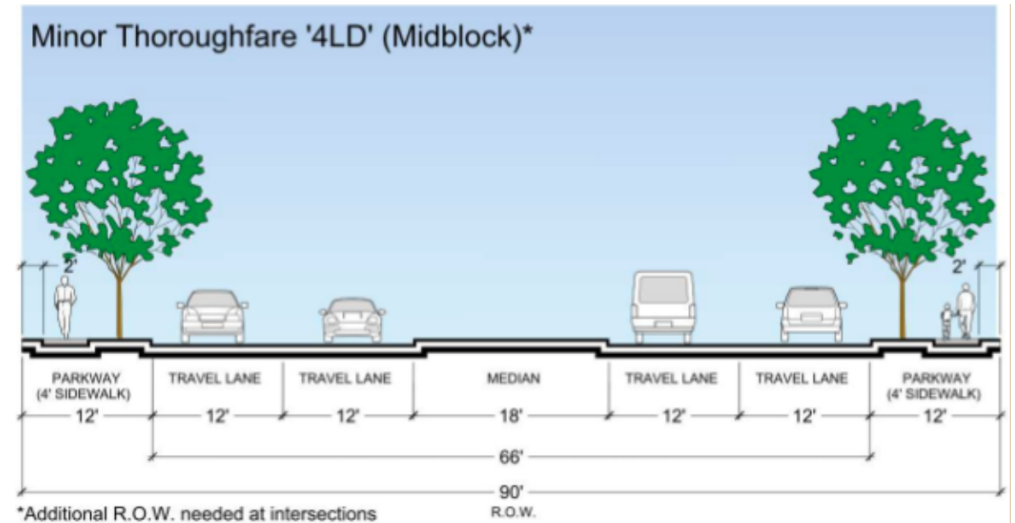 Minor Thoroughfare '4LD' (Midblock)*
2'
2'
PARKWAY
(4' SIDEWALK)
TRAVEL LANE
TRAVEL LANE
MEDIAN
TRAVEL LANE
TRAVEL LANE
PARKWAY
(4' SIDEWALK)
12'
12'
12'
18'
12'
12'
12'
66'
90'
R.O.W.
*Additional R.O.W. needed at intersections